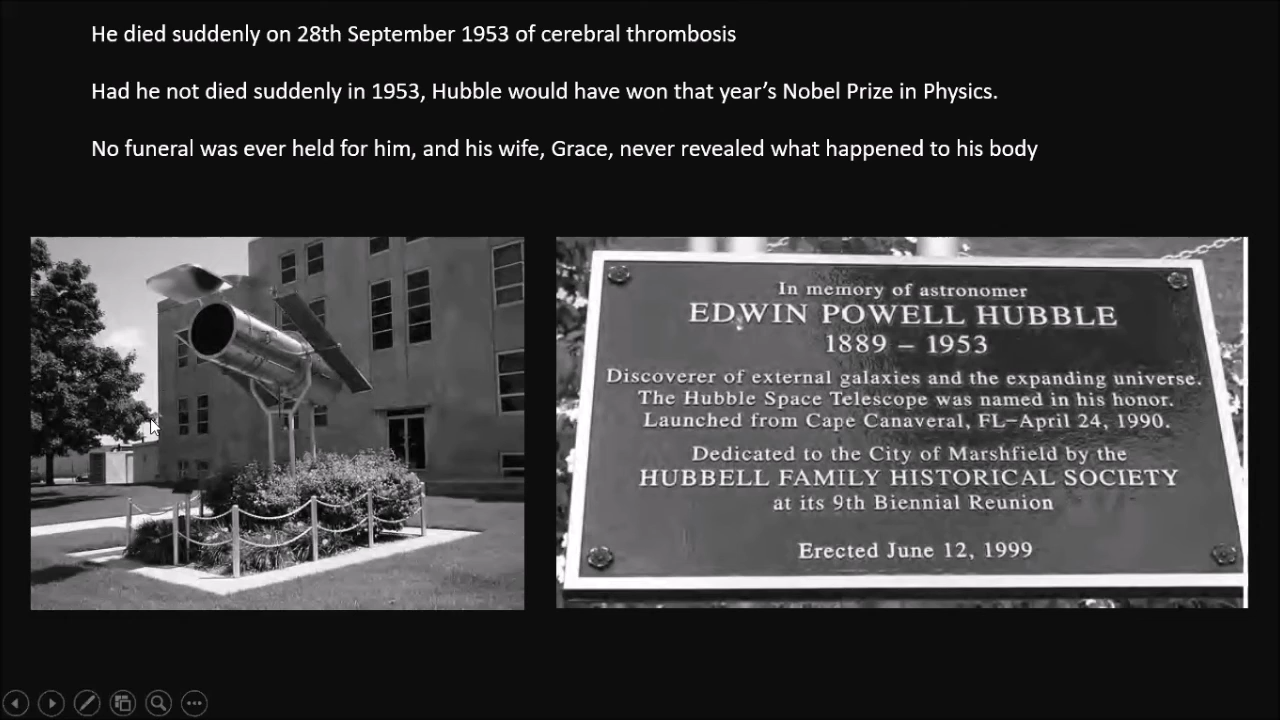 He died suddenly on 28th September 1953 of cerebral thrombosis
Had he not died suddenly in 1953, Hubble would have won that year's Nobel Prize in Physics.
No funeral was ever held for him, and his wife, Grace, never revealed what happened to his body
In memory of astronomer
EDWIN POWELL HUBBLE
1889 – 1953
Discoverer of external galaxies and the expanding universe.
The Hubble Space Telescope was named in his honor.
Launched from Cape Canaveral, FL–April 24, 1990.
Dedicated to the City of Marshfield by the
HUBBELL FAMILY HISTORICAL SOCIETY
at its 9th Biennial Reunion
Erected June 12, 1999